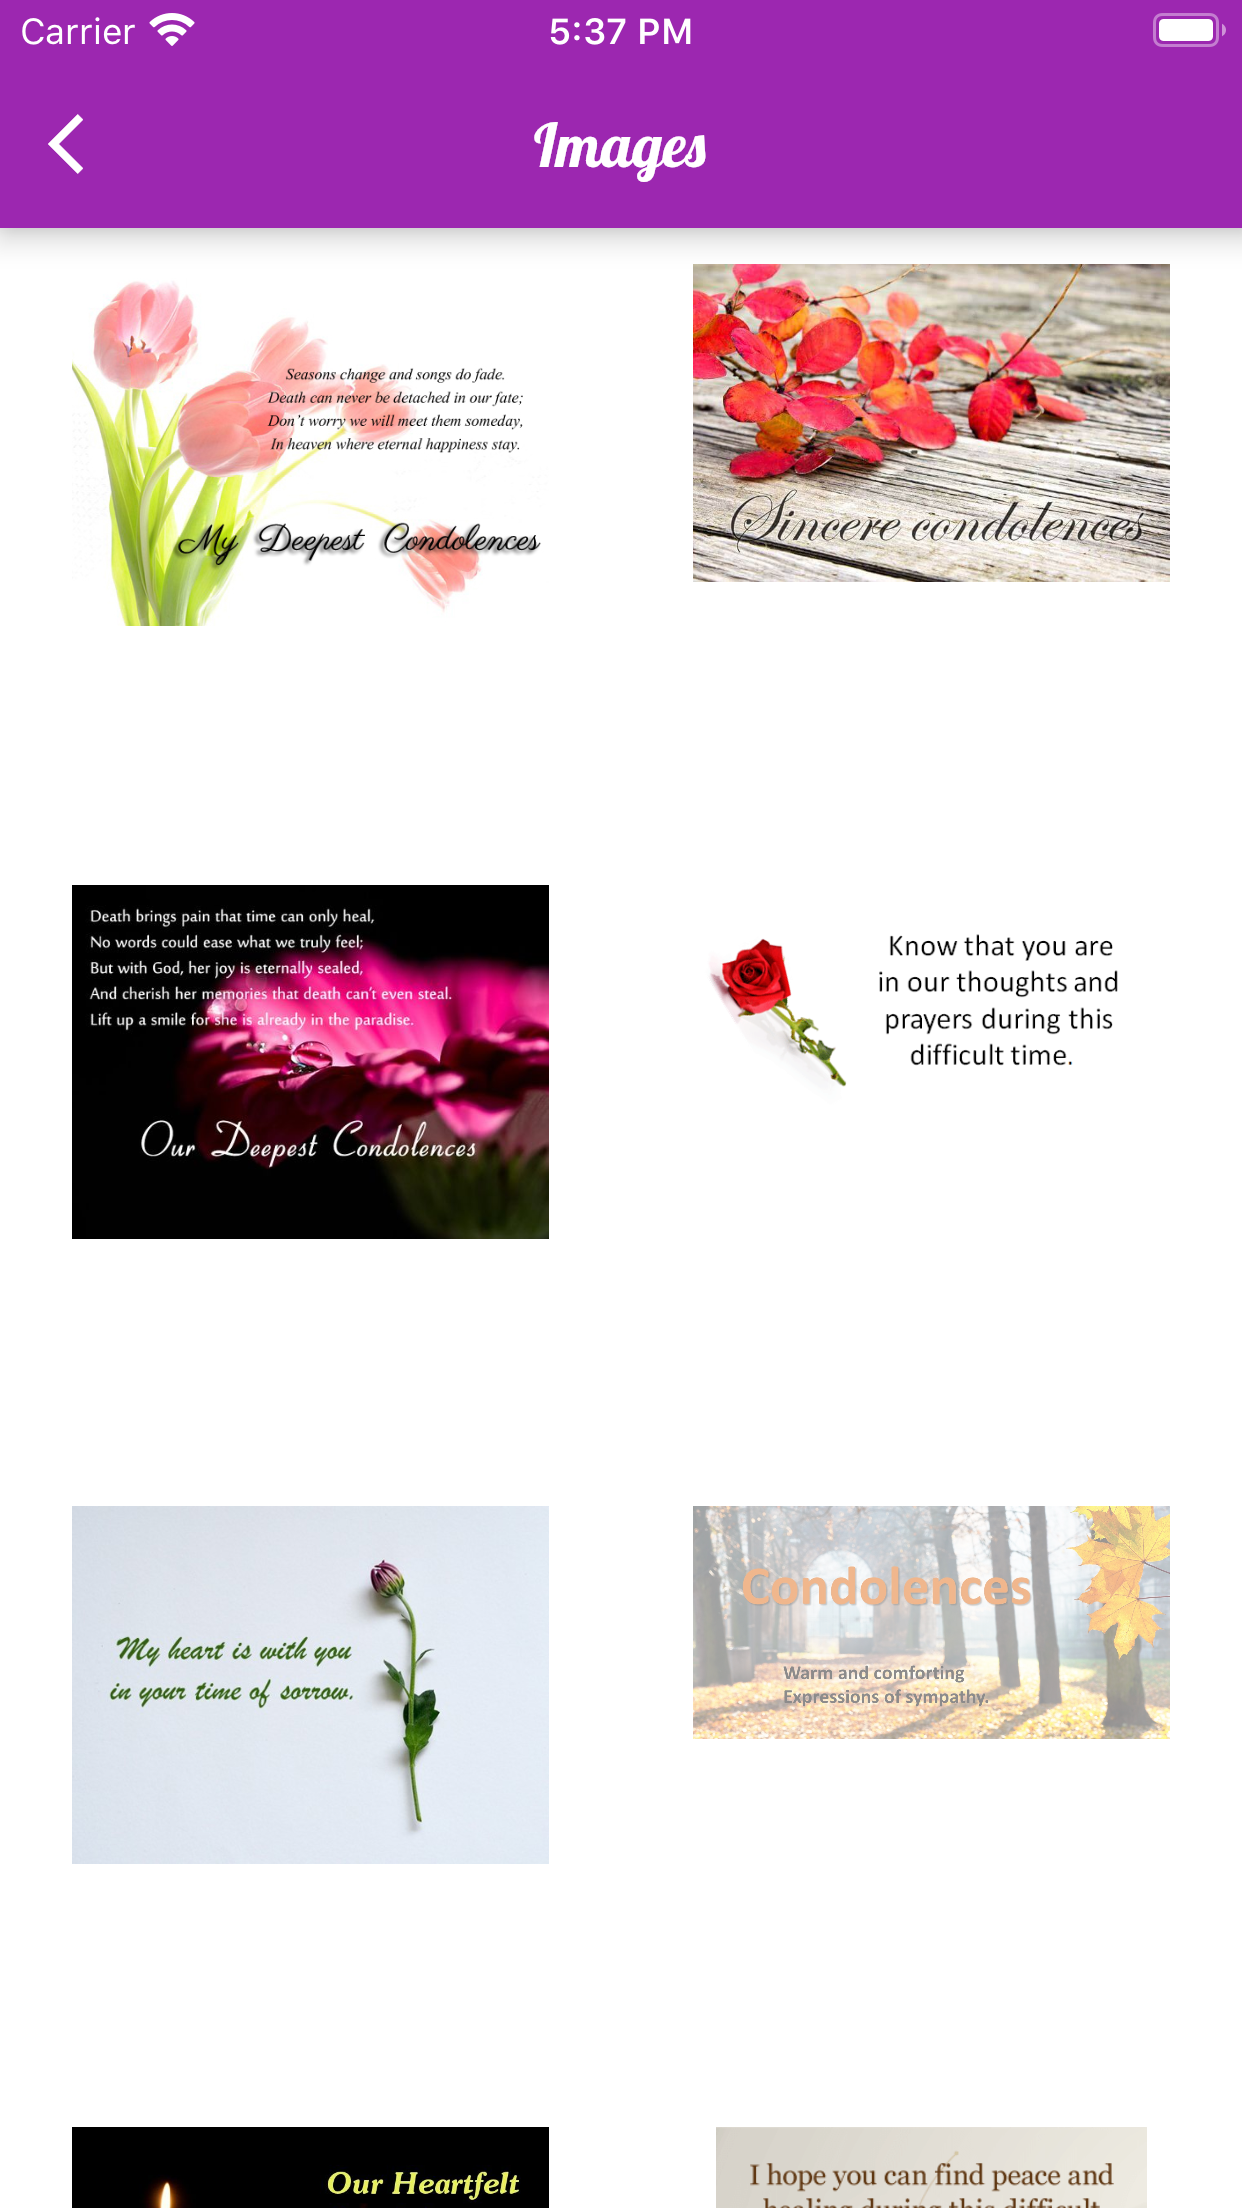 Carrier
5:37 PM
Images
Seasons change and songs do fade.
Death can never be detached in our fate;
Don't worry we will meet them someday,
In heaven where eternal happiness stay.
My Deepest Condolences
Sincere condolences
Death brings pain that time can only heal,
No words could ease what we truly feel;
But with God, her joy is eternally sealed,
And cherish her memories that death can't even steal.
Lift up a smile for she is already in the paradise.
Our Deepest Condolences
Know that you are
in our thoughts and
prayers during this
difficult time.
My heart is with you
in your time of sorrow.
Condolences
Warm and comforting
Expressions of sympathy.
Our Heartfelt
I hope you can find peace and
healing during this difficult